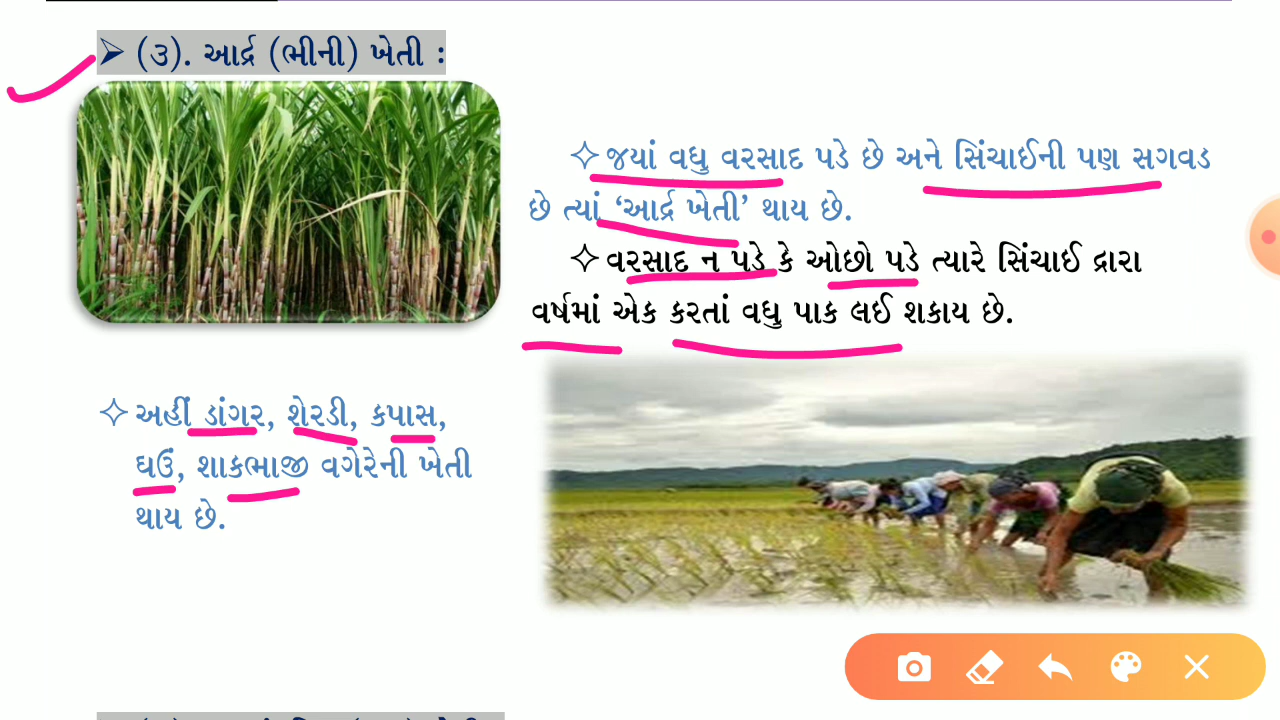 ➢ (૩). આર્દ્ર (ભીની) ખેતી :
✧ જયાં વધુ વરસાદ પડે છે અને સિંચાઈની પણ સગવડ
છે ત્યાં ‘આર્દ્ર ખેતી’ થાય છે.
✧ વરસાદ ન પડે કે ઓછો પડે ત્યારે સિંચાઈ દ્રારા
વર્ષમાં એક કરતાં વધુ પાક લઈ શકાય છે.
✧ અહીં ડાંગર, શેરડી, કપાસ,
ઘઉં, શાકભાજી વગેરેની ખેતી
થાય છે.